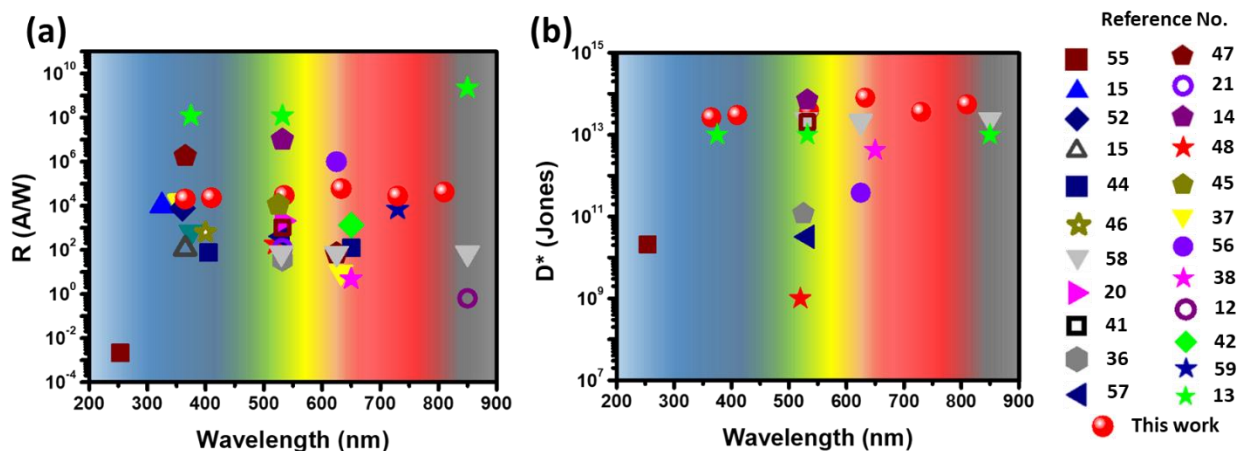 (a)
R (A/W)
10^10
10^8
10^6
10^4
10^2
10^0
10^-2
10^-4
200 300 400 500 600 700 800 900
Wavelength (nm)
(b)
D* (Jones)
10^15
10^13
10^11
10^9
10^7
200 300 400 500 600 700 800 900
Wavelength (nm)
Reference No.
55 47
15 21
52 14
15 48
44 45
46 37
58 56
20 38
41 12
36 42
57 59
13
This work